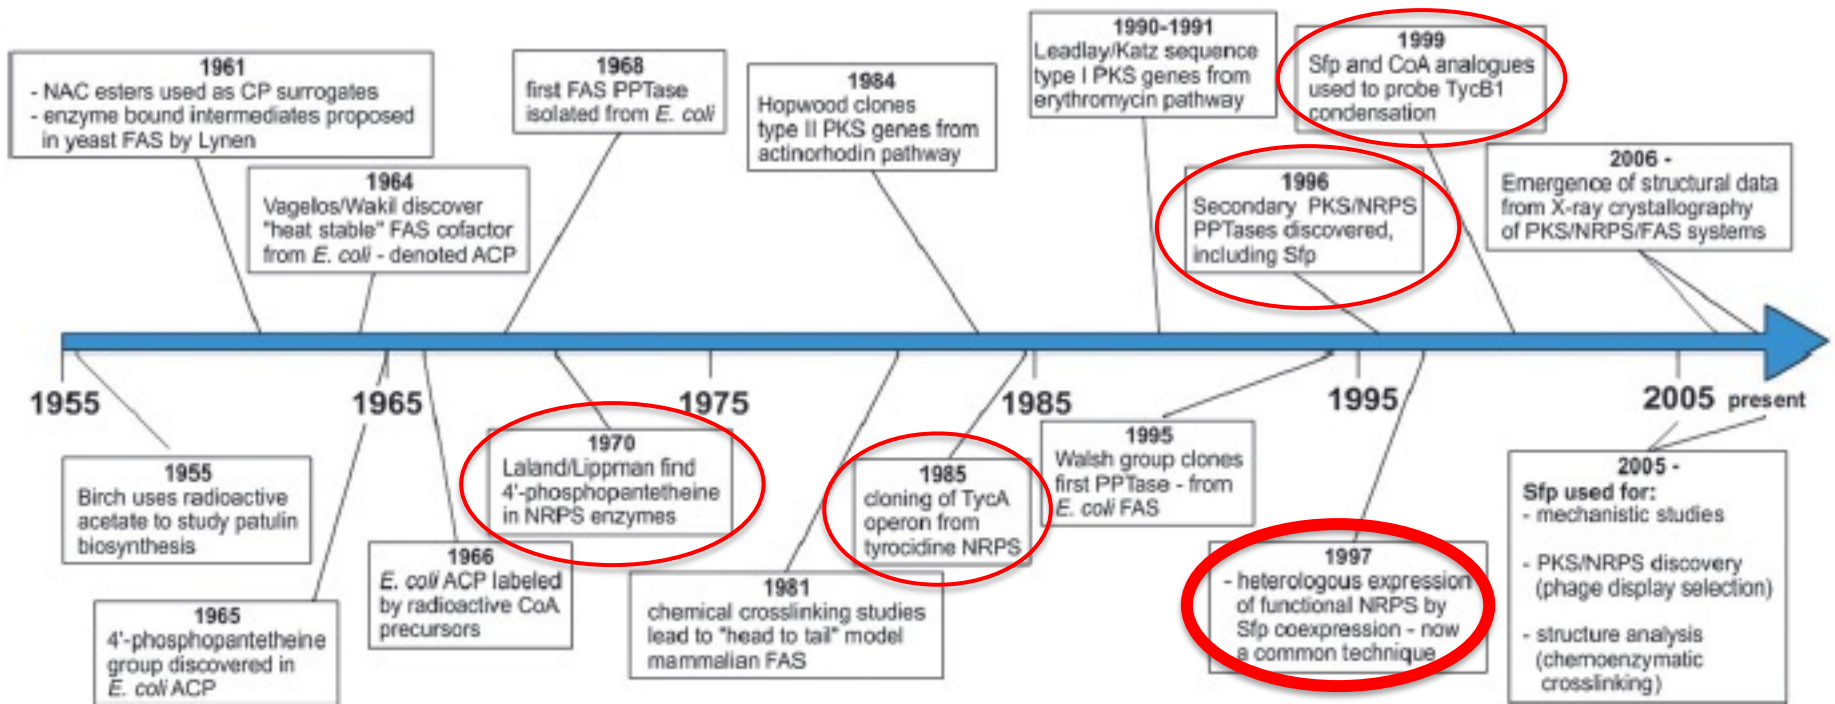 1961
- NAC esters used as CP surrogates
- enzyme bound intermediates proposed
in yeast FAS by Lynen
1964
Vagelos/Wakil discover
"heat stable" FAS cofactor
from E. coli - denoted ACP
1968
first FAS PPTase
isolated from E. coli
1984
Hopwood clones
type II PKS genes from
actinorhodin pathway
1990-1991
Leadlay/Katz sequence
type I PKS genes from
erythromycin pathway
1999
Sfp and CoA analogues
used to probe TycB1
condensation
1996
Secondary PKS/NRPS
PPTases discovered,
including Sfp
2006 -
Emergence of structural data
from X-ray crystallography
of PKS/NRPS/FAS systems
1955
1965
1975
1985
1995
2005 present
1955
Birch uses radioactive
acetate to study patulin
biosynthesis
1965
4'-phosphopantetheine
group discovered in
E. coli ACP
1966
E. coli ACP labeled
by radioactive CoA
precursors
1970
Laland/Lippman find
4'-phosphopantetheine
in NRPS enzymes
1981
chemical crosslinking studies
lead to "head to tail" model
mammalian FAS
1985
cloning of TycA
operon from
tyrocidine NRPS
1995
Walsh group clones
first PPTase - from
E. coli FAS
1997
- heterologous expression
of functional NRPS by
Sfp coexpression - now
a common technique
2005 -
Sfp used for:
- mechanistic studies
- PKS/NRPS discovery
(phage display selection)
- structure analysis
(chemoenzymatic
crosslinking)